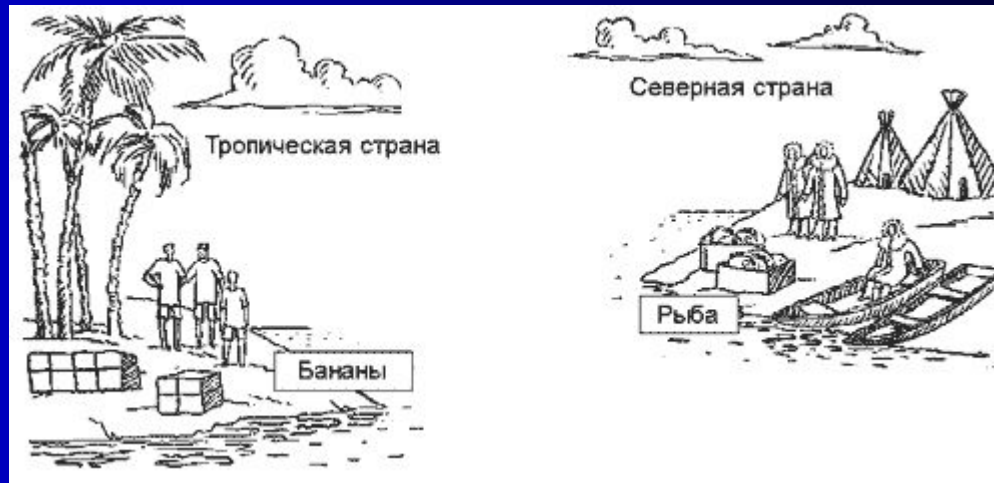 Тропическая страна
Бананы
Северная страна
Рыба